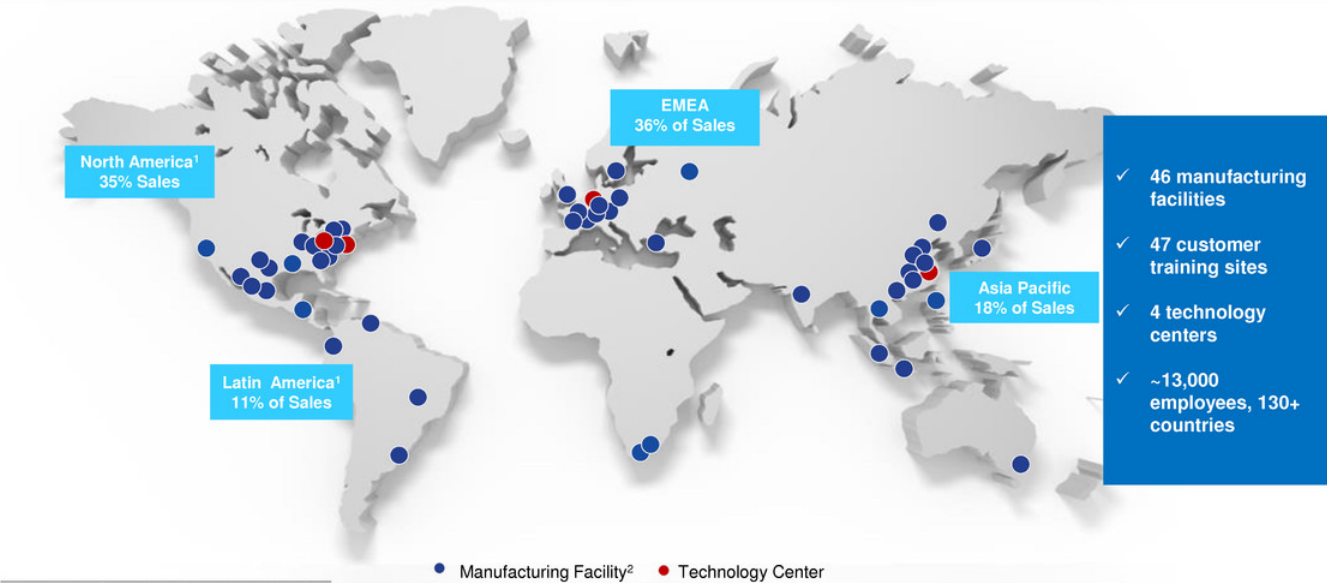 EMEA
36% of Sales
North America¹
35% Sales
Asia Pacific
18% of Sales
Latin America¹
11% of Sales
✓ 46 manufacturing
facilities
✓ 47 customer
training sites
✓ 4 technology
centers
✓ ~13,000
employees, 130+
countries
Manufacturing Facility² Technology Center